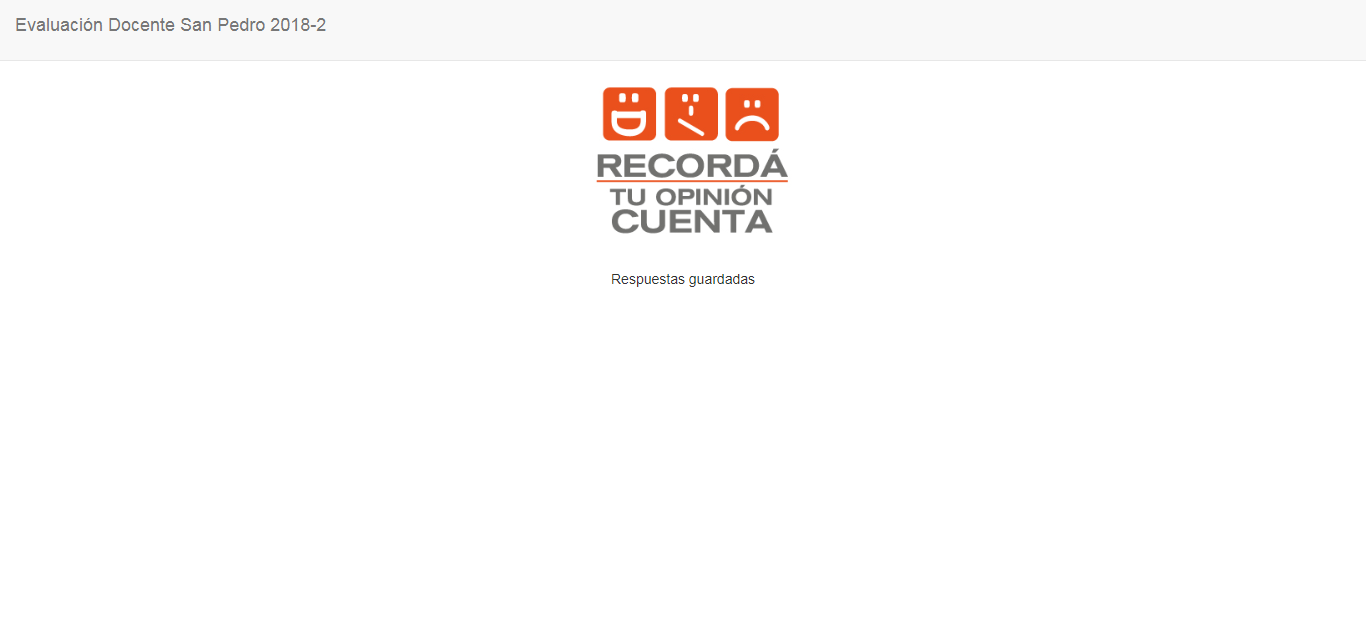 Evaluación Docente San Pedro 2018-2
RECORDÁ
TU OPINIÓN
CUENTA
Respuestas guardadas